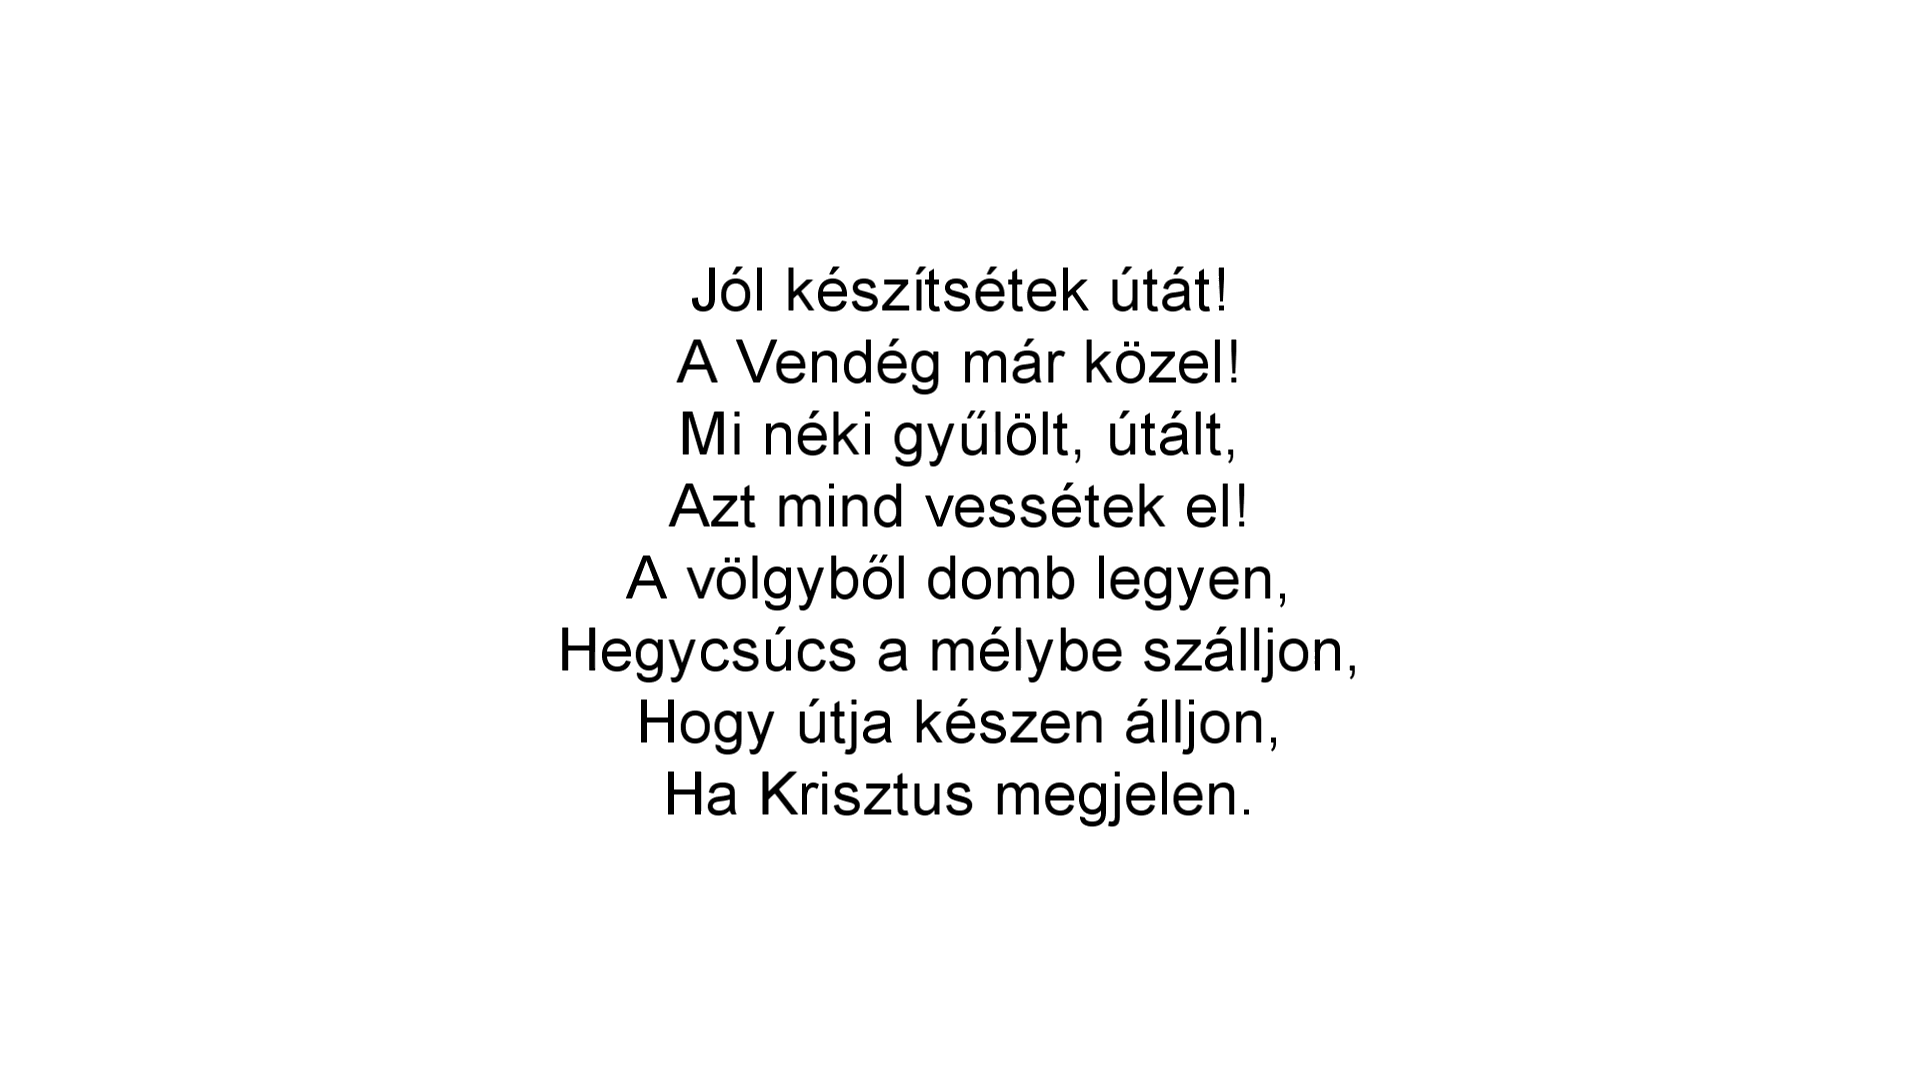 Jól készítsétek útát!
A Vendég már közel!
Mi néki gyűlölt, útált,
Azt mind vessétek el!
A völgyből domb legyen,
Hegycsúcs a mélybe szálljon,
Hogy útja készen álljon,
Ha Krisztus megjelen.